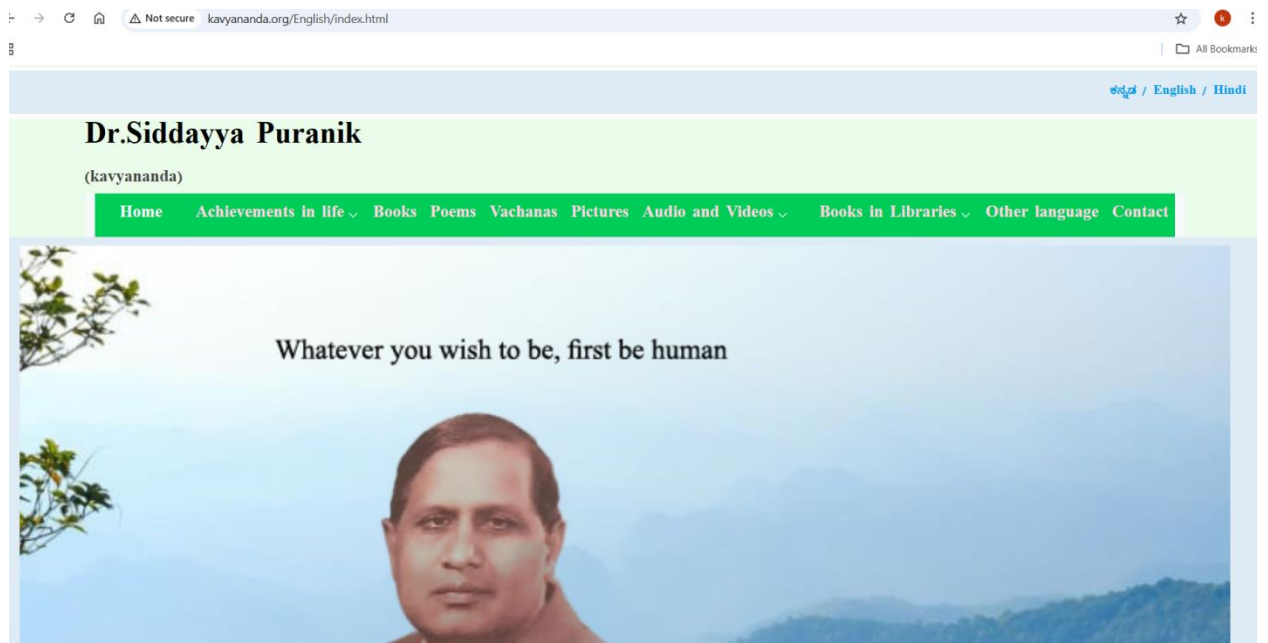 Not secure kavyananda.org/English/index.html k
All Bookmarks
ಕನ್ನಡ / English / Hindi
Dr.Siddayya Puranik
(kavyananda)
Home Achievements in life Books Poems Vachanas Pictures Audio and Videos Books in Libraries Other language Contact
Whatever you wish to be, first be human